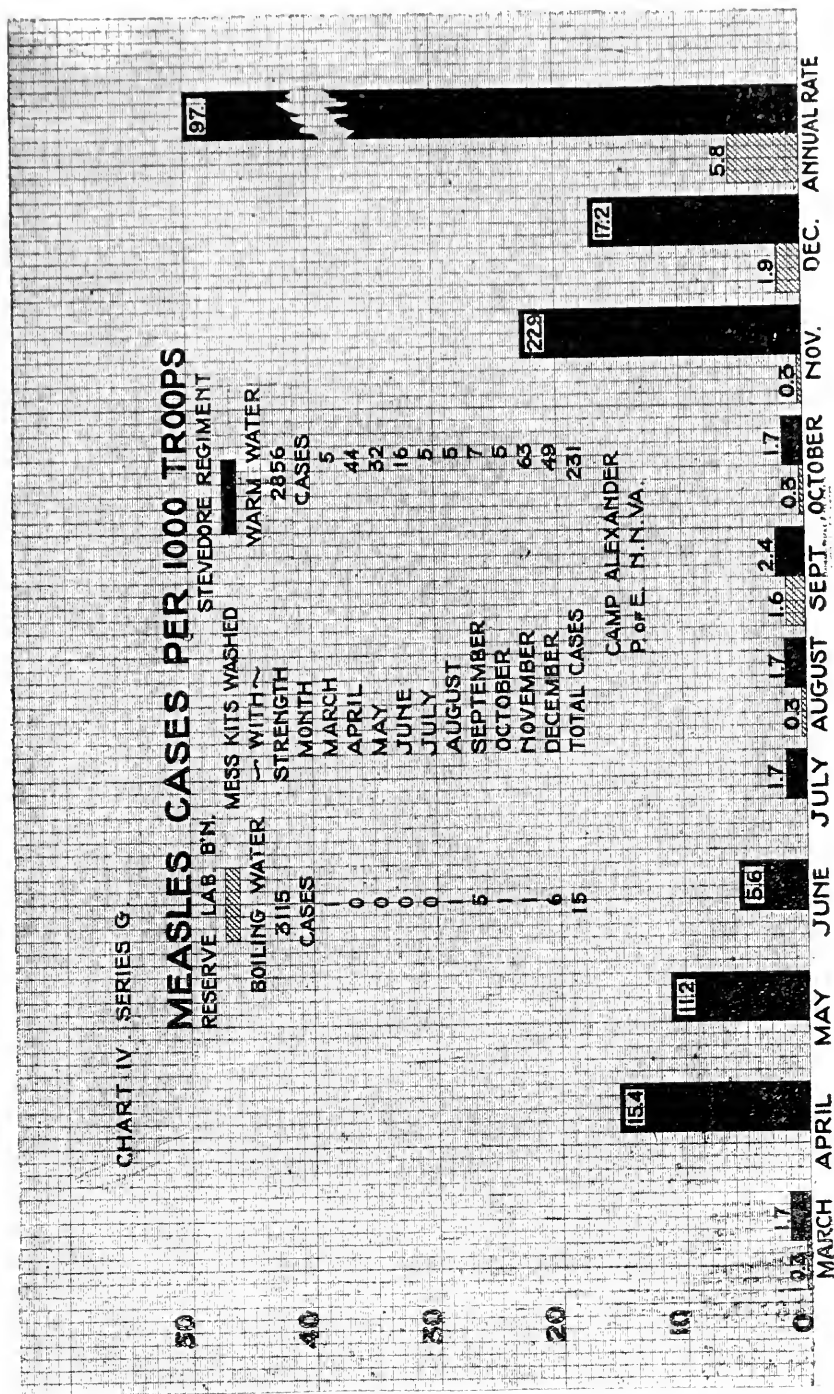 CHART IV. SERIES G.
MEASLES CASES PER 1000 TROOPS
RESERVE LAB. B'N. STEVEDORE REGIMENT
MESS KITS WASHED
BOILING WATER ~ WITH ~ WARM WATER
3115 STRENGTH 2856
CASES MONTH CASES
1 MARCH 5
0 APRIL 44
0 MAY 32
0 JUNE 16
0 JULY 5
1 AUGUST 5
5 SEPTEMBER 7
1 OCTOBER 5
1 NOVEMBER 63
6 DECEMBER 49
15 TOTAL CASES 231
CAMP ALEXANDER
P. OF E. N.N. VA.
50
40
30
20
10
0
0.3 1.7
15.4
11.2
5.6
1.7
0.3 1.7
1.6 2.4
0.3 1.7
0.3 22.9
1.9 17.2
5.8 97.1
MARCH APRIL MAY JUNE JULY AUGUST SEPT. OCTOBER NOV. DEC. ANNUAL RATE